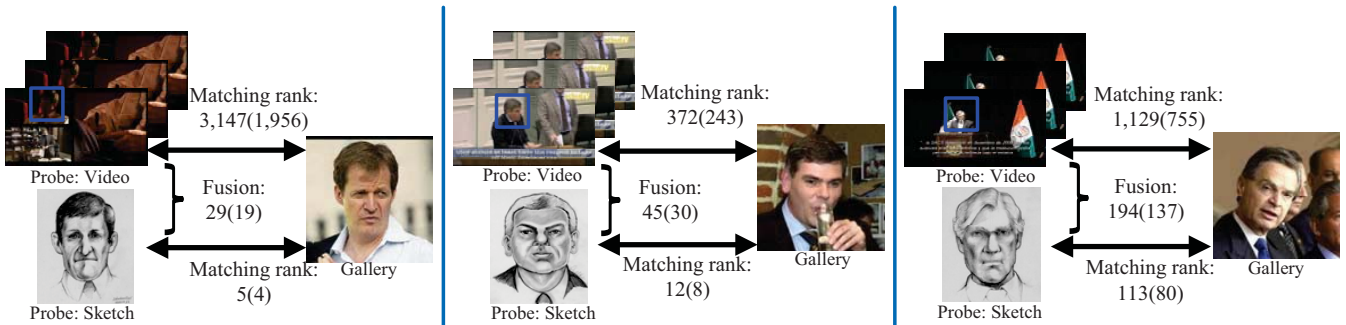 Matching rank:
3,147(1,956)
Probe: Video
Fusion:
29(19)
Matching rank:
5(4)
Gallery
Probe: Sketch
Matching rank:
372(243)
Probe: Video
Fusion:
45(30)
Matching rank:
12(8)
Gallery
Probe: Sketch
Matching rank:
1,129(755)
Probe: Video
Fusion:
194(137)
Matching rank:
113(80)
Gallery
Probe: Sketch